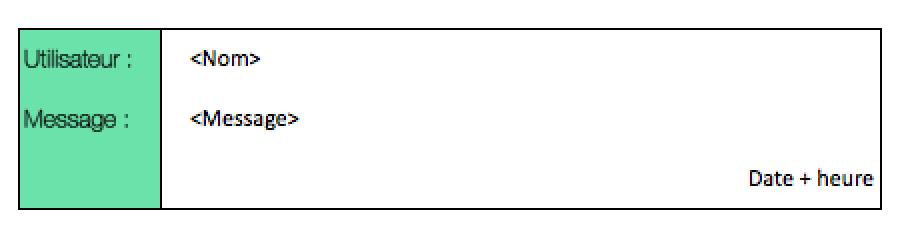 Utilisateur : <Nom>
Message : <Message>
Date + heure